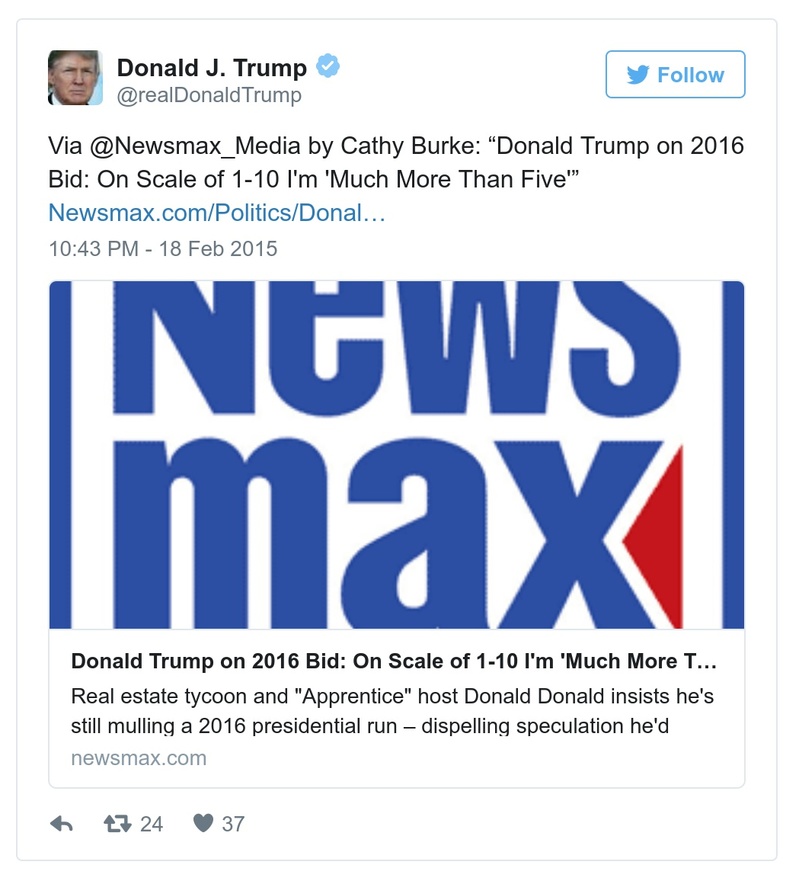 Donald J. Trump
@realDonaldTrump
Follow
Via @Newsmax_Media by Cathy Burke: “Donald Trump on 2016
Bid: On Scale of 1-10 I'm 'Much More Than Five'”
Newsmax.com/Politics/Donal…
10:43 PM - 18 Feb 2015
News
max
Donald Trump on 2016 Bid: On Scale of 1-10 I'm 'Much More T…
Real estate tycoon and "Apprentice" host Donald Donald insists he's
still mulling a 2016 presidential run – dispelling speculation he'd
newsmax.com
24
37